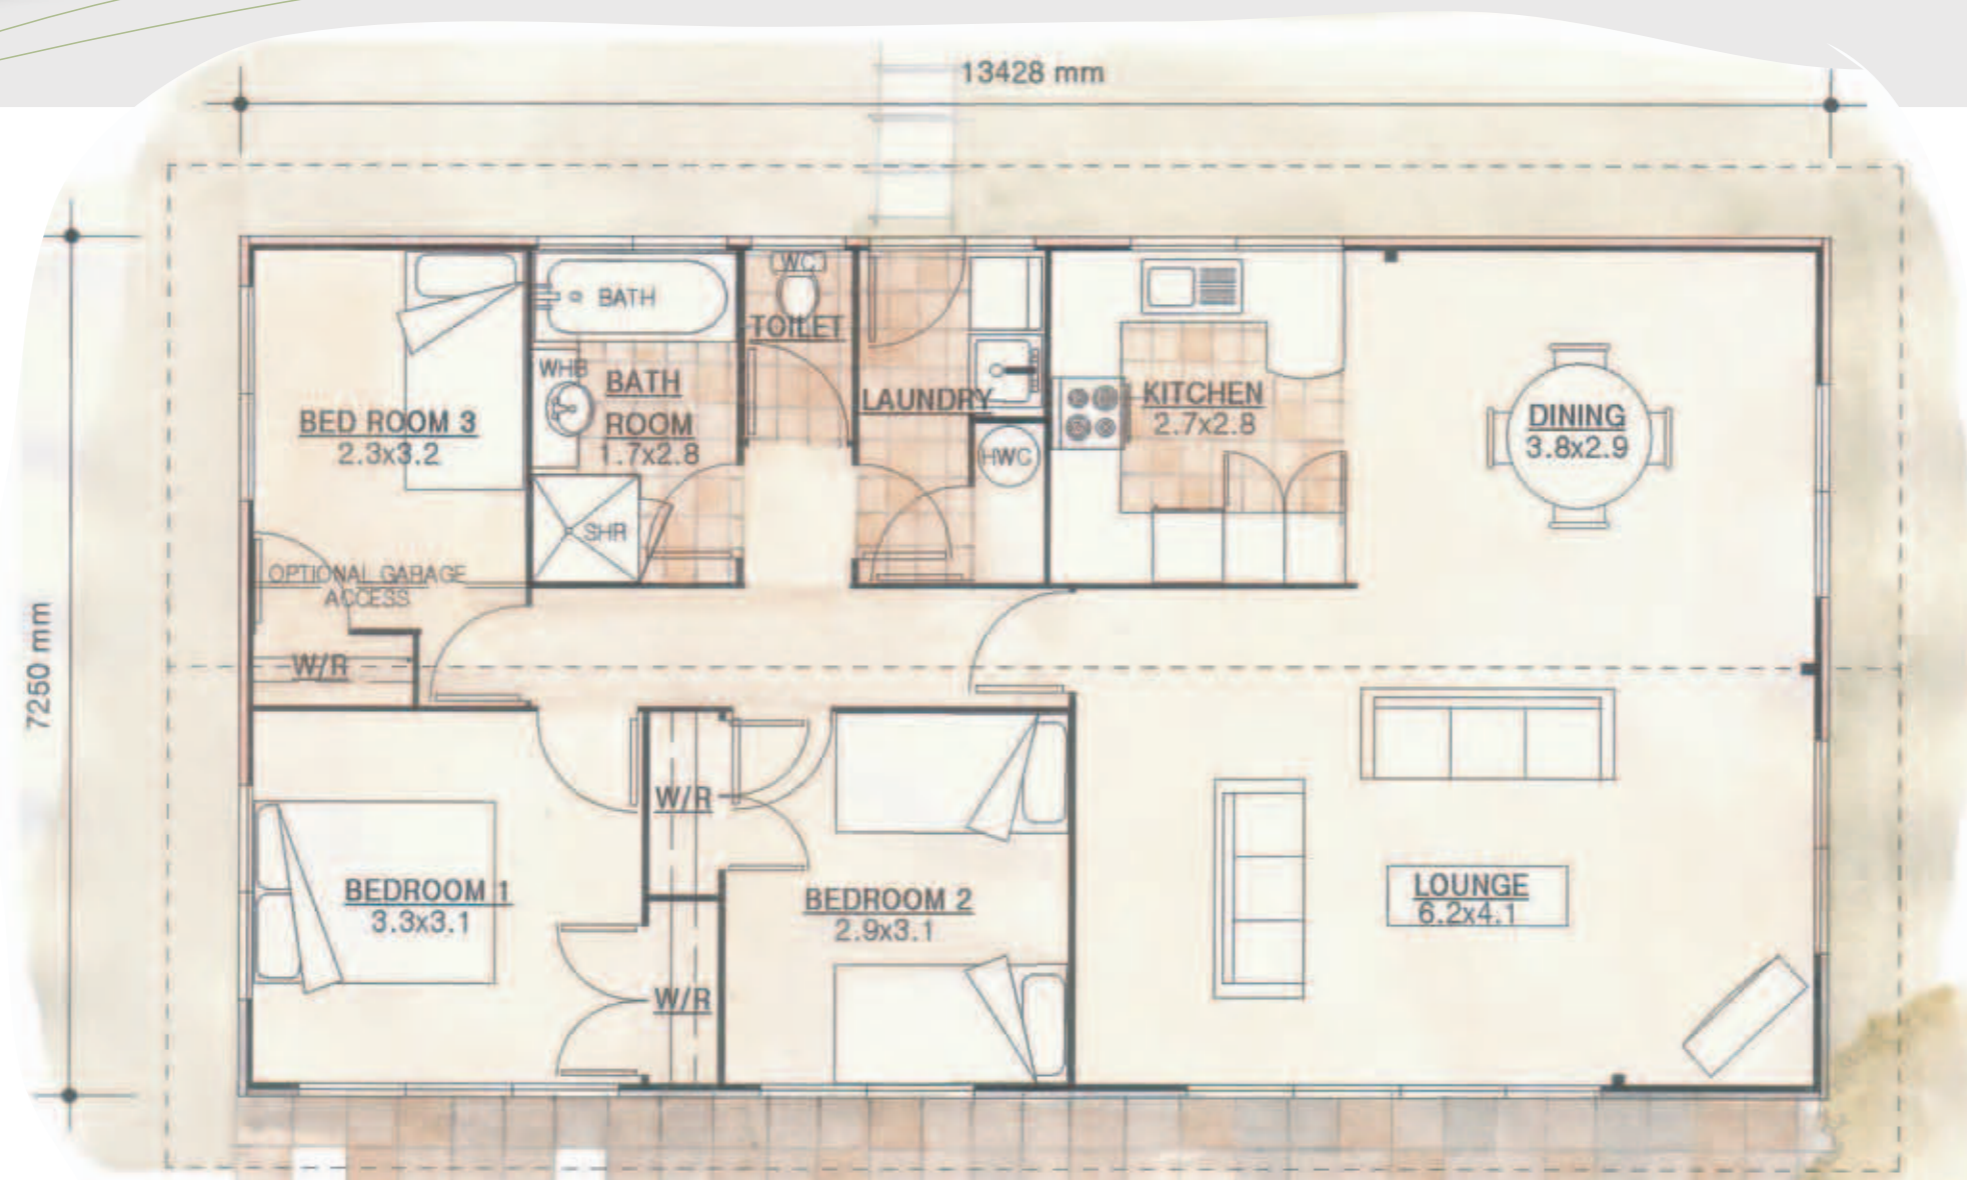 13428 mm
7250 mm
WC
BATH
TOILET
WHB
BATH
ROOM
1.7x2.8
BED ROOM 3
2.3x3.2
LAUNDRY
KITCHEN
2.7x2.8
DINING
3.8x2.9
HWC
SHR
OPTIONAL GARAGE
ACCESS
W/R
W/R
BEDROOM 1
3.3x3.1
BEDROOM 2
2.9x3.1
LOUNGE
6.2x4.1
W/R